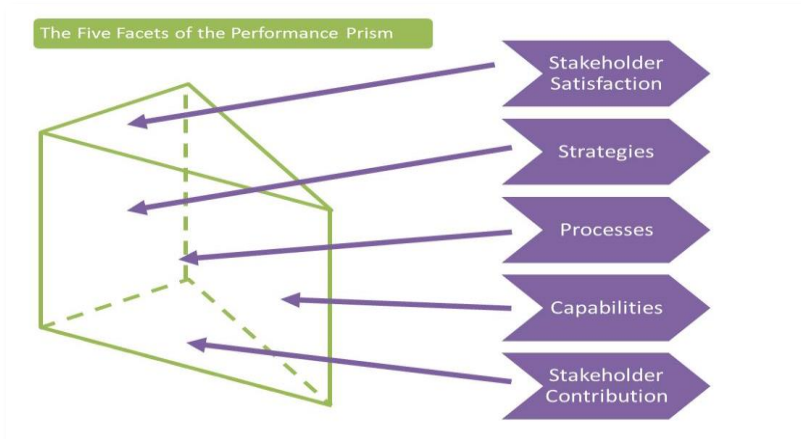 The Five Facets of the Performance Prism
Stakeholder
Satisfaction
Strategies
Processes
Capabilities
Stakeholder
Contribution